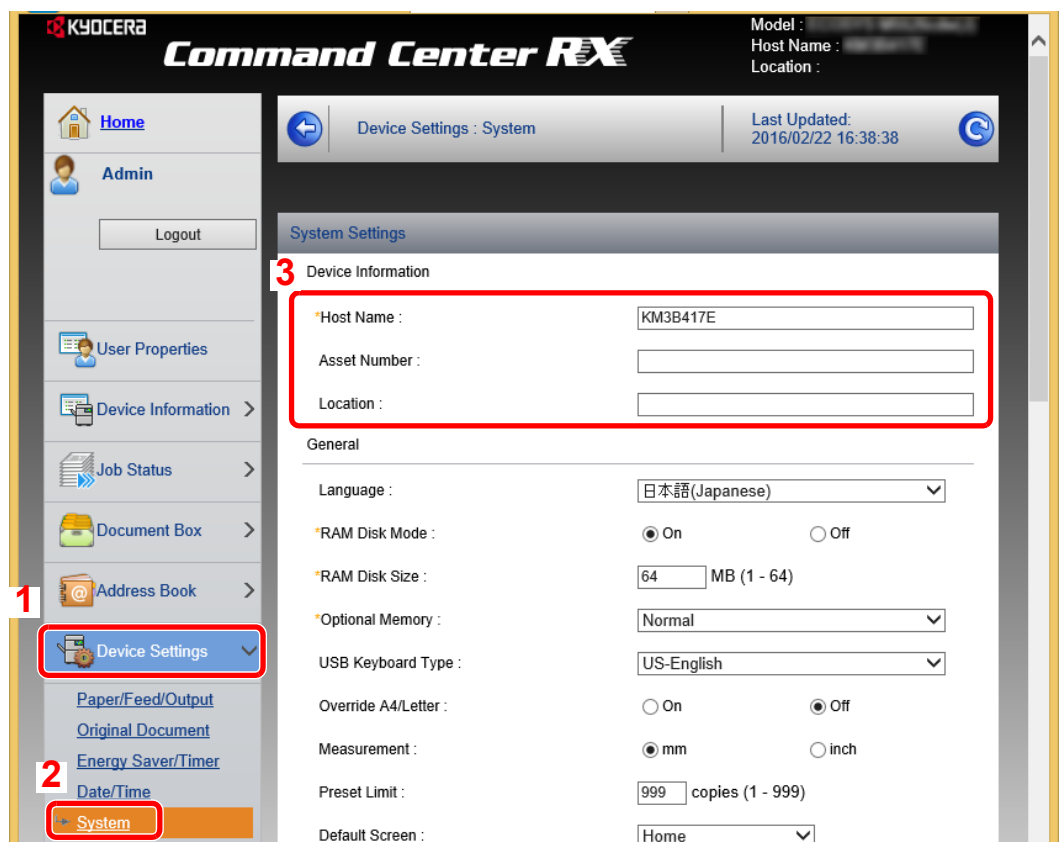 KYOCERA
Command Center RX
Model :
Host Name :
Location :
Home
Admin
Logout
Device Settings : System
Last Updated:
2016/02/22 16:38:38
System Settings
3
Device Information
*Host Name :
KM3B417E
Asset Number :
Location :
General
Language :
日本語(Japanese)
*RAM Disk Mode :
On
Off
*RAM Disk Size :
64
MB (1 - 64)
*Optional Memory :
Normal
USB Keyboard Type :
US-English
Override A4/Letter :
On
Off
Measurement :
mm
inch
Preset Limit :
999
copies (1 - 999)
Default Screen :
Home
User Properties
Device Information
Job Status
Document Box
Address Book
1
Device Settings
Paper/Feed/Output
Original Document
Energy Saver/Timer
2
Date/Time
System